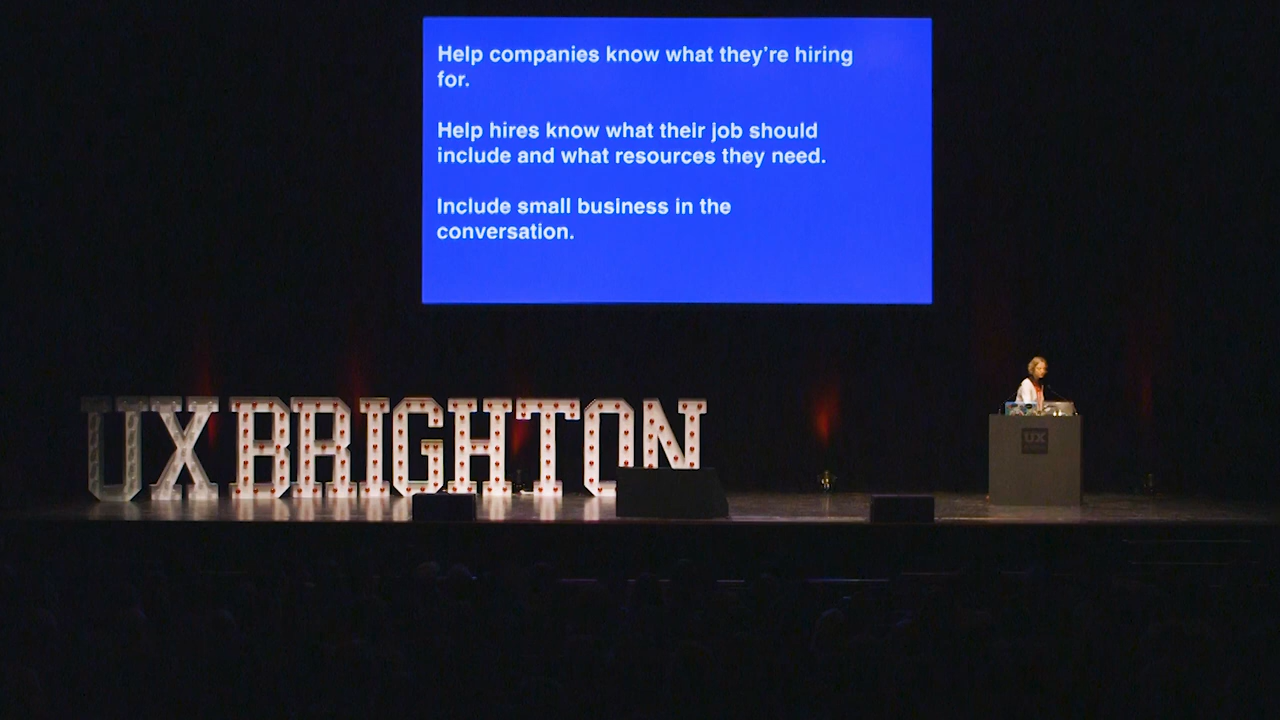 Help companies know what they're hiring
for.
Help hires know what their job should
include and what resources they need.
Include small business in the
conversation.
UXBRIGHTON
UX